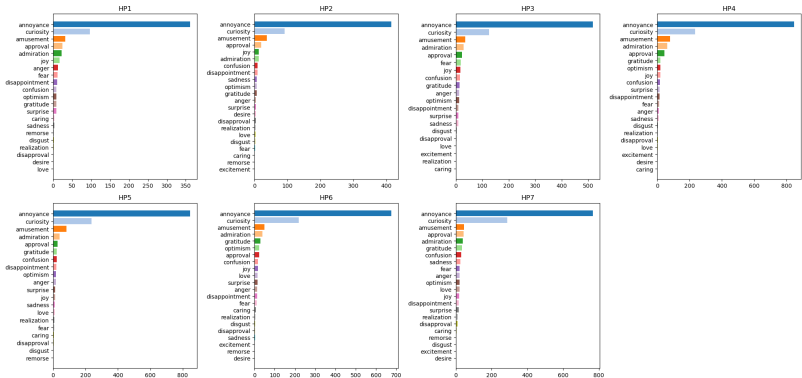 HP1
annoyance
curiosity
amusement
approval
admiration
joy
anger
fear
disappointment
confusion
optimism
gratitude
surprise
caring
sadness
remorse
disgust
realization
disapproval
desire
love
0 50 100 150 200 250 300 350
HP2
annoyance
curiosity
amusement
approval
joy
admiration
confusion
disappointment
sadness
optimism
gratitude
anger
surprise
desire
disapproval
realization
love
disgust
fear
caring
remorse
excitement
0 100 200 300 400
HP3
annoyance
curiosity
amusement
admiration
approval
fear
joy
confusion
gratitude
anger
optimism
disappointment
surprise
sadness
disgust
disapproval
love
excitement
realization
caring
0 100 200 300 400 500
HP4
annoyance
curiosity
amusement
admiration
approval
gratitude
optimism
joy
confusion
surprise
disappointment
fear
anger
sadness
realization
disgust
disapproval
love
excitement
desire
caring
0 200 400 600 800
HP5
annoyance
curiosity
amusement
admiration
approval
gratitude
confusion
disappointment
optimism
anger
surprise
joy
sadness
love
realization
fear
caring
disapproval
disgust
remorse
0 200 400 600 800
HP6
annoyance
curiosity
amusement
admiration
gratitude
optimism
approval
confusion
joy
love
surprise
anger
disappointment
fear
caring
realization
disgust
disapproval
sadness
excitement
remorse
desire
0 100 200 300 400 500 600 700
HP7
annoyance
curiosity
amusement
approval
admiration
gratitude
confusion
sadness
fear
anger
optimism
love
joy
disappointment
surprise
realization
disapproval
caring
remorse
disgust
excitement
desire
0 200 400 600 800